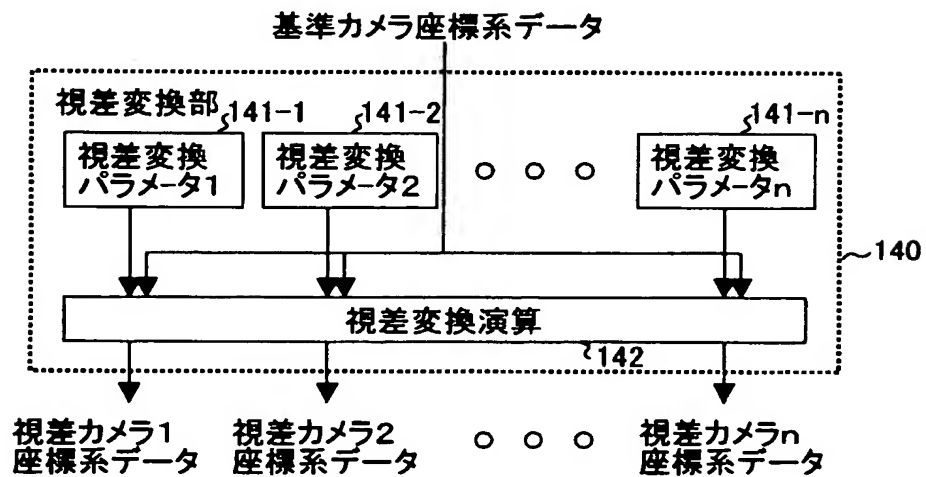 基準カメラ座標系データ
視差変換部
141-1
141-2
141-n
視差変換
パラメータ1
視差変換
パラメータ2
視差変換
パラメータn
140
視差変換演算
142
視差カメラ1
座標系データ
視差カメラ2
座標系データ
視差カメラn
座標系データ